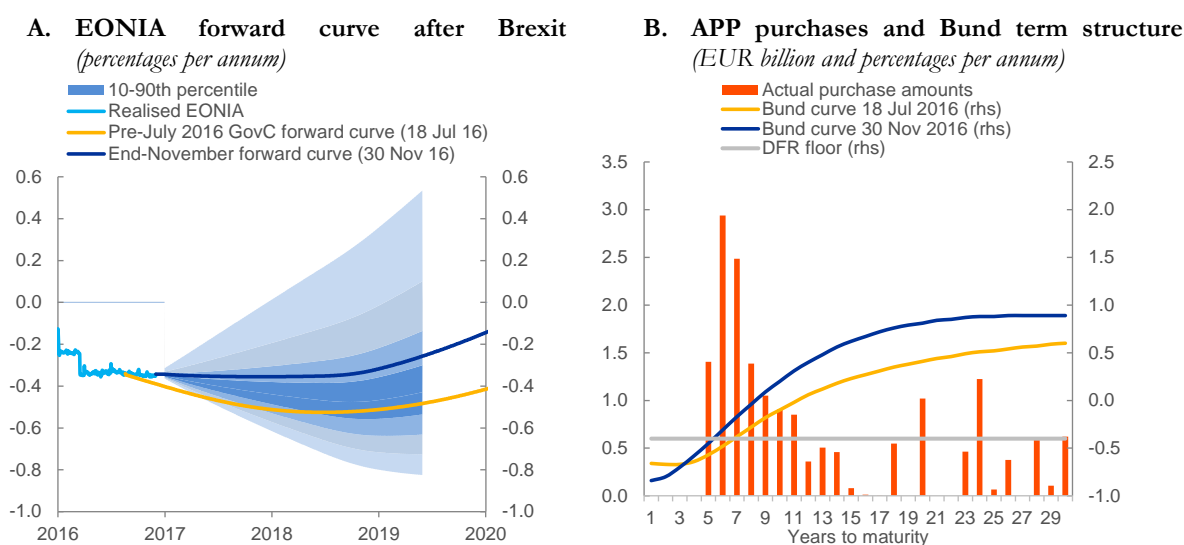 A. EONIA forward curve after Brexit
(percentages per annum)
10-90th percentile
Realised EONIA
Pre-July 2016 GovC forward curve (18 Jul 16)
End-November forward curve (30 Nov 16)
0.6 0.6
0.4 0.4
0.2 0.2
0.0 0.0
-0.2 -0.2
-0.4 -0.4
-0.6 -0.6
-0.8 -0.8
-1.0 -1.0
2016 2017 2018 2019 2020
B. APP purchases and Bund term structure
(EUR billion and percentages per annum)
Actual purchase amounts
Bund curve 18 Jul 2016 (rhs)
Bund curve 30 Nov 2016 (rhs)
DFR floor (rhs)
3.5 2.5
3.0 2.0
2.5 1.5
2.0 1.0
1.5 0.5
1.0 0.0
0.5 -0.5
0.0 -1.0
1 3 5 7 9 11 13 15 17 19 21 23 25 27 29
Years to maturity